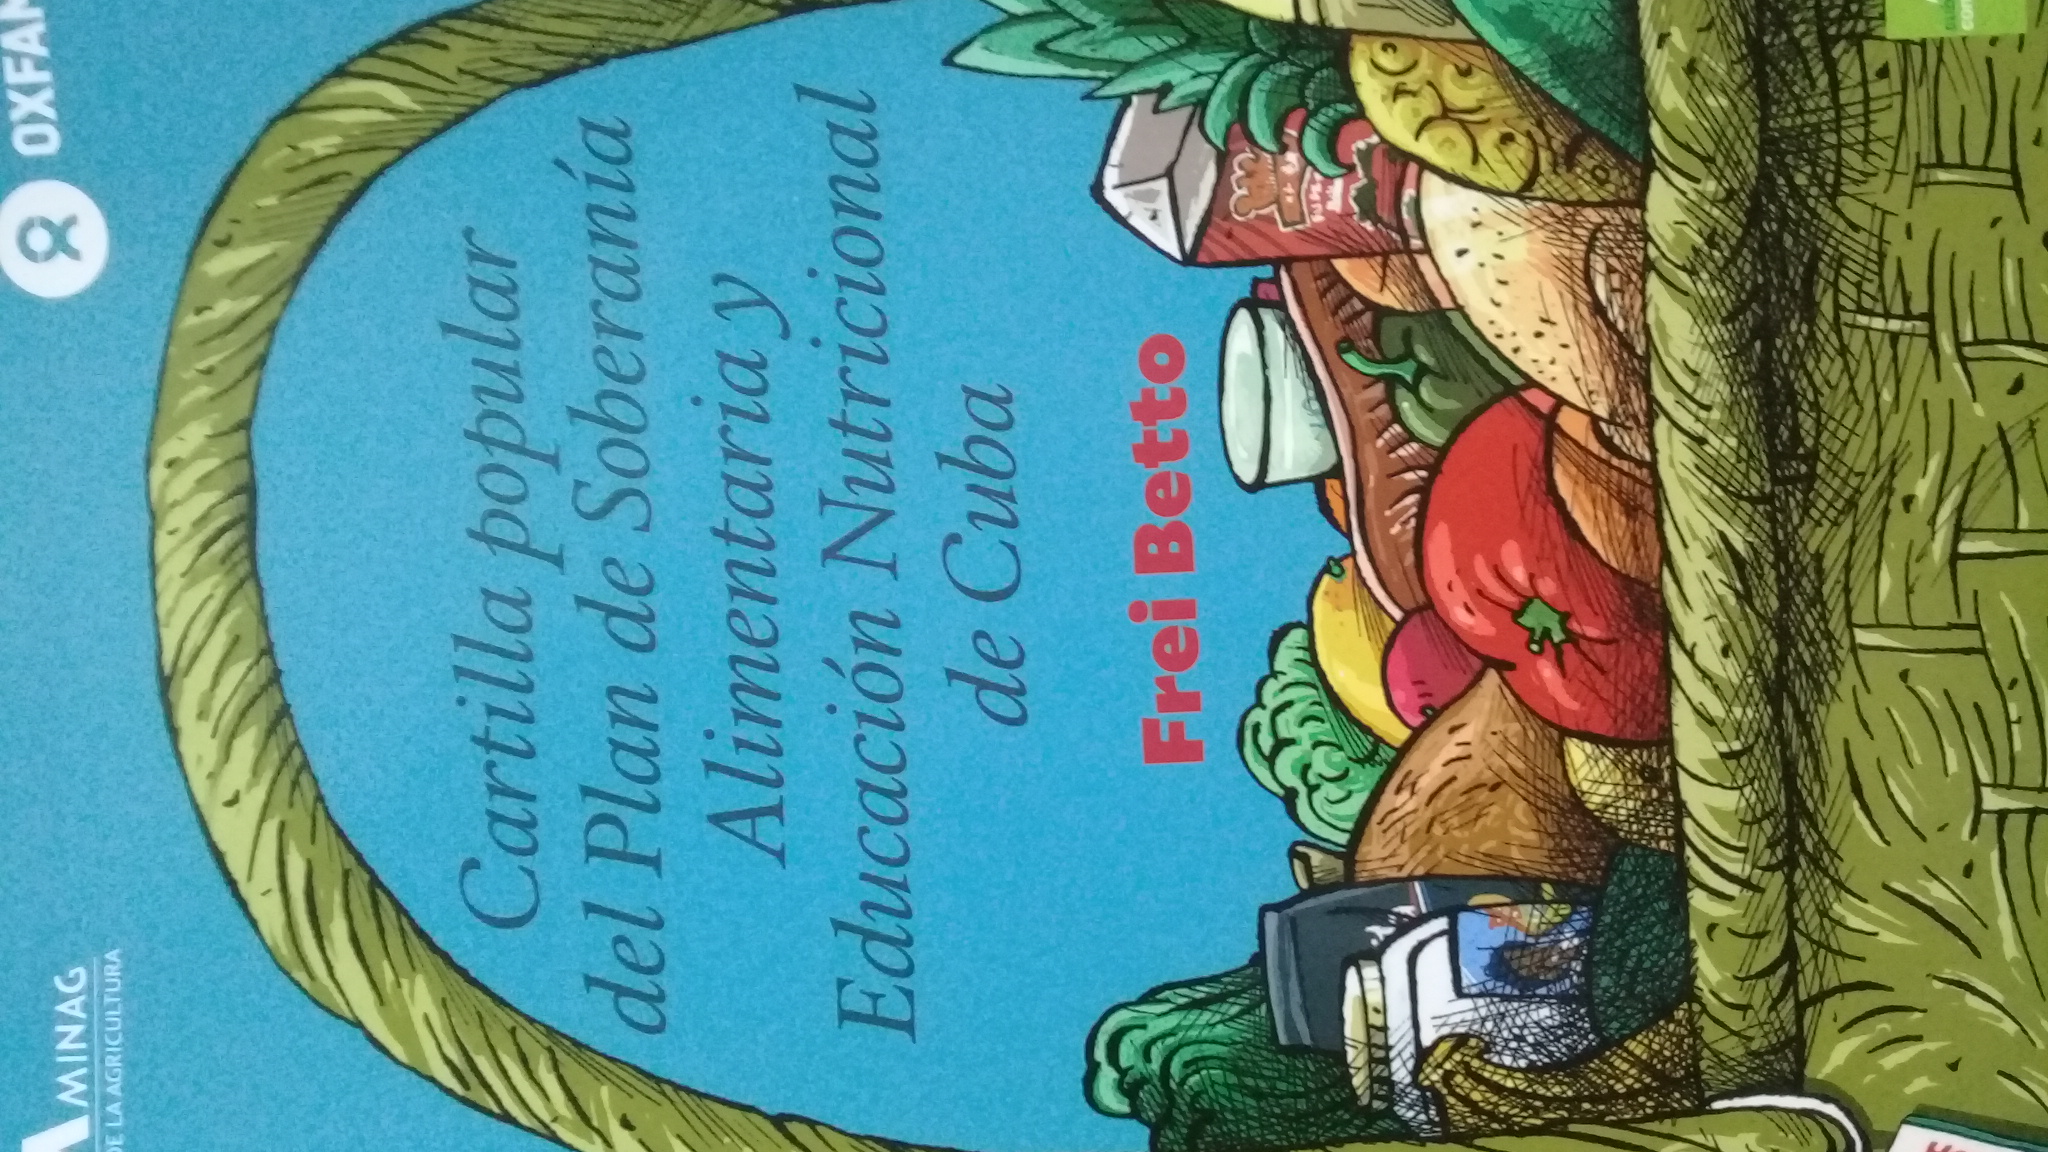 MINAG
DE LA AGRICULTURA
OXFAM
Cartilla popular
del Plan de Soberanía
Alimentaria y
Educación Nutricional
de Cuba
Frei Betto